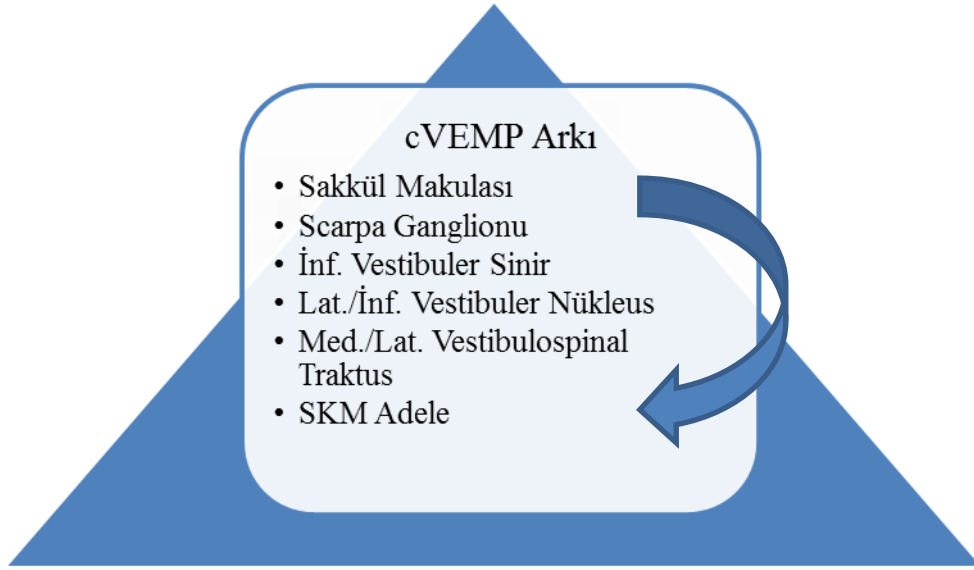 cVEMP Arkı
• Sakkül Makulası
• Scarpa Ganglionu
• İnf. Vestibuler Sinir
• Lat./İnf. Vestibuler Nükleus
• Med./Lat. Vestibulospinal
Traktus
• SKM Adele